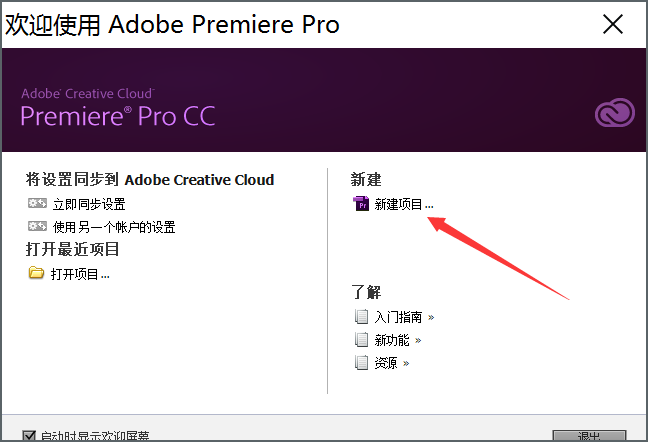 欢迎使用 Adobe Premiere Pro
Adobe Creative Cloud
Premiere® Pro CC
将设置同步到 Adobe Creative Cloud
立即同步设置
使用另一个帐户的设置
打开最近项目
打开项目...
新建
Pr 新建项目...
了解
入门指南 »
新功能 »
资源 »
启动时显示欢迎屏幕
退出